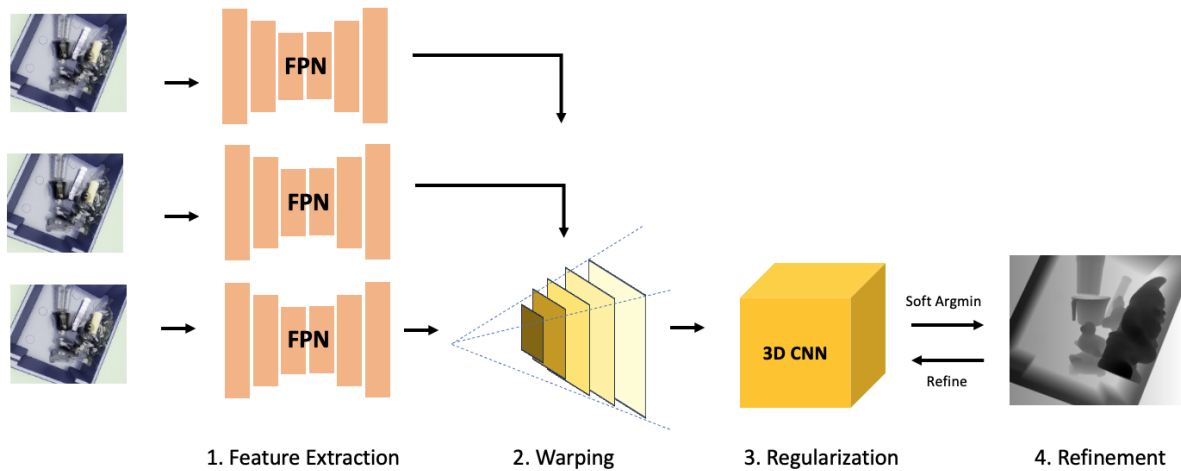 FPN
FPN
FPN
3D CNN
Soft Argmin
Refine
1. Feature Extraction
2. Warping
3. Regularization
4. Refinement